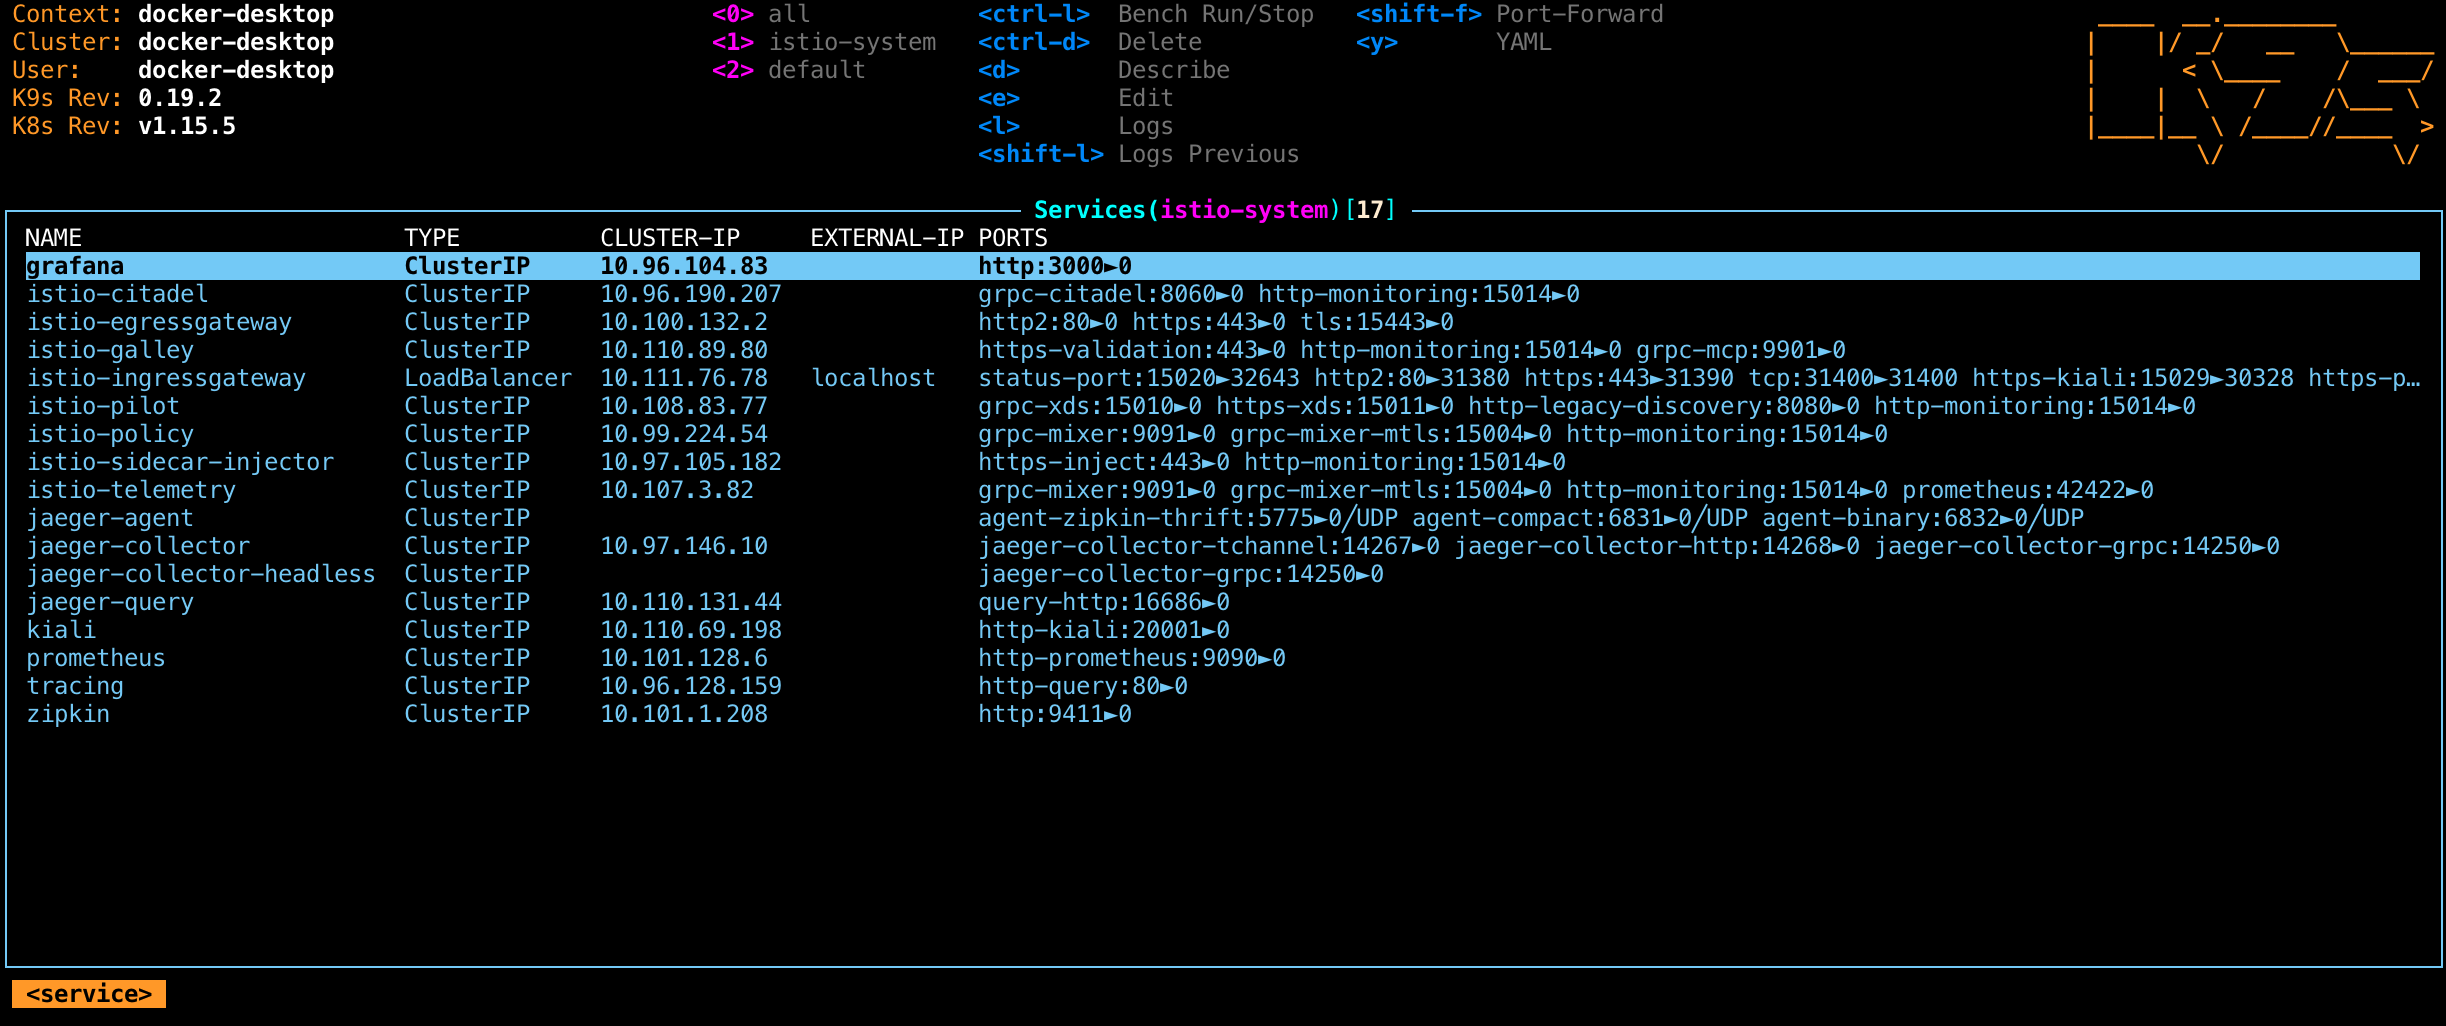 Context: docker-desktop <0> all <ctrl-l> Bench Run/Stop <shift-f> Port-Forward
Cluster: docker-desktop <1> istio-system <ctrl-d> Delete <y> YAML
User: docker-desktop <2> default <d> Describe
K9s Rev: 0.19.2 <e> Edit
K8s Rev: v1.15.5 <l> Logs
<shift-l> Logs Previous
Services(istio-system)[17]
NAME TYPE CLUSTER-IP EXTERNAL-IP PORTS
grafana ClusterIP 10.96.104.83 http:3000►0
istio-citadel ClusterIP 10.96.190.207 grpc-citadel:8060►0 http-monitoring:15014►0
istio-egressgateway ClusterIP 10.100.132.2 http2:80►0 https:443►0 tls:15443►0
istio-galley ClusterIP 10.110.89.80 https-validation:443►0 http-monitoring:15014►0 grpc-mcp:9901►0
istio-ingressgateway LoadBalancer 10.111.76.78 localhost status-port:15020►32643 http2:80►31380 https:443►31390 tcp:31400►31400 https-kiali:15029►30328 https-p…
istio-pilot ClusterIP 10.108.83.77 grpc-xds:15010►0 https-xds:15011►0 http-legacy-discovery:8080►0 http-monitoring:15014►0
istio-policy ClusterIP 10.99.224.54 grpc-mixer:9091►0 grpc-mixer-mtls:15004►0 http-monitoring:15014►0
istio-sidecar-injector ClusterIP 10.97.105.182 https-inject:443►0 http-monitoring:15014►0
istio-telemetry ClusterIP 10.107.3.82 grpc-mixer:9091►0 grpc-mixer-mtls:15004►0 http-monitoring:15014►0 prometheus:42422►0
jaeger-agent ClusterIP agent-zipkin-thrift:5775►0╱UDP agent-compact:6831►0╱UDP agent-binary:6832►0╱UDP
jaeger-collector ClusterIP 10.97.146.10 jaeger-collector-tchannel:14267►0 jaeger-collector-http:14268►0 jaeger-collector-grpc:14250►0
jaeger-collector-headless ClusterIP jaeger-collector-grpc:14250►0
jaeger-query ClusterIP 10.110.131.44 query-http:16686►0
kiali ClusterIP 10.110.69.198 http-kiali:20001►0
prometheus ClusterIP 10.101.128.6 http-prometheus:9090►0
tracing ClusterIP 10.96.128.159 http-query:80►0
zipkin ClusterIP 10.101.1.208 http:9411►0
<service>